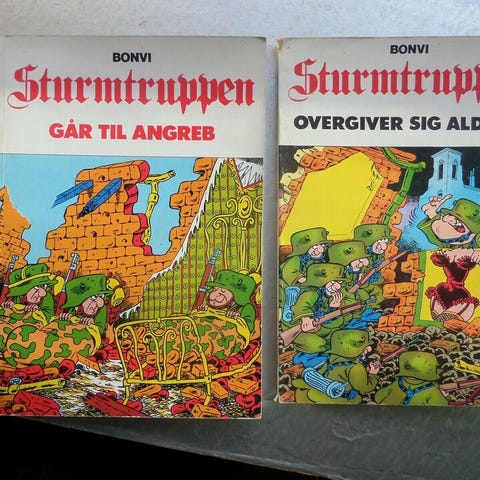 BONVI
Sturmtruppen
GÅR TIL ANGREB
BONVI
Sturmtrupp
OVERGIVER SIG ALD